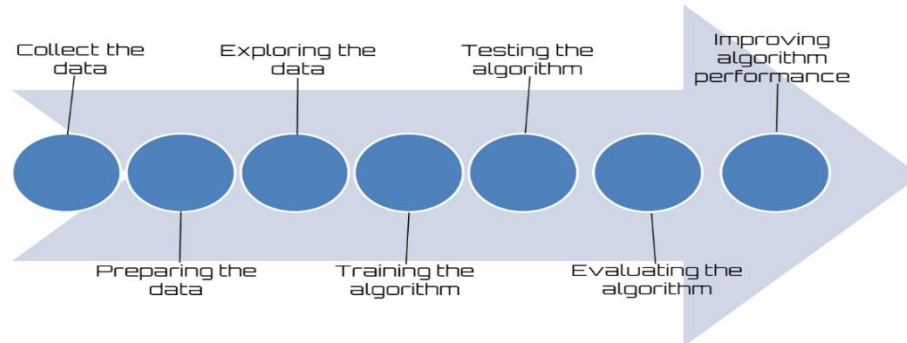 Collect the
data
Preparing the
data
Exploring the
data
Training the
algorithm
Testing the
algorithm
Evaluating the
algorithm
Improving
algorithm
performance